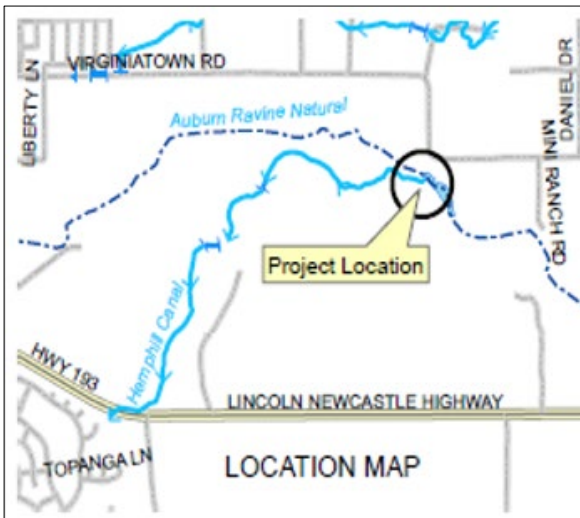 VIRGINIATOWN RD
LIBERTY LN
Auburn Ravine Natural
DANIEL DR
MINI RANCH RD
Project Location
Hemphill Canal
HWY 193
LINCOLN NEWCASTLE HIGHWAY
TOPANGA LN
LOCATION MAP